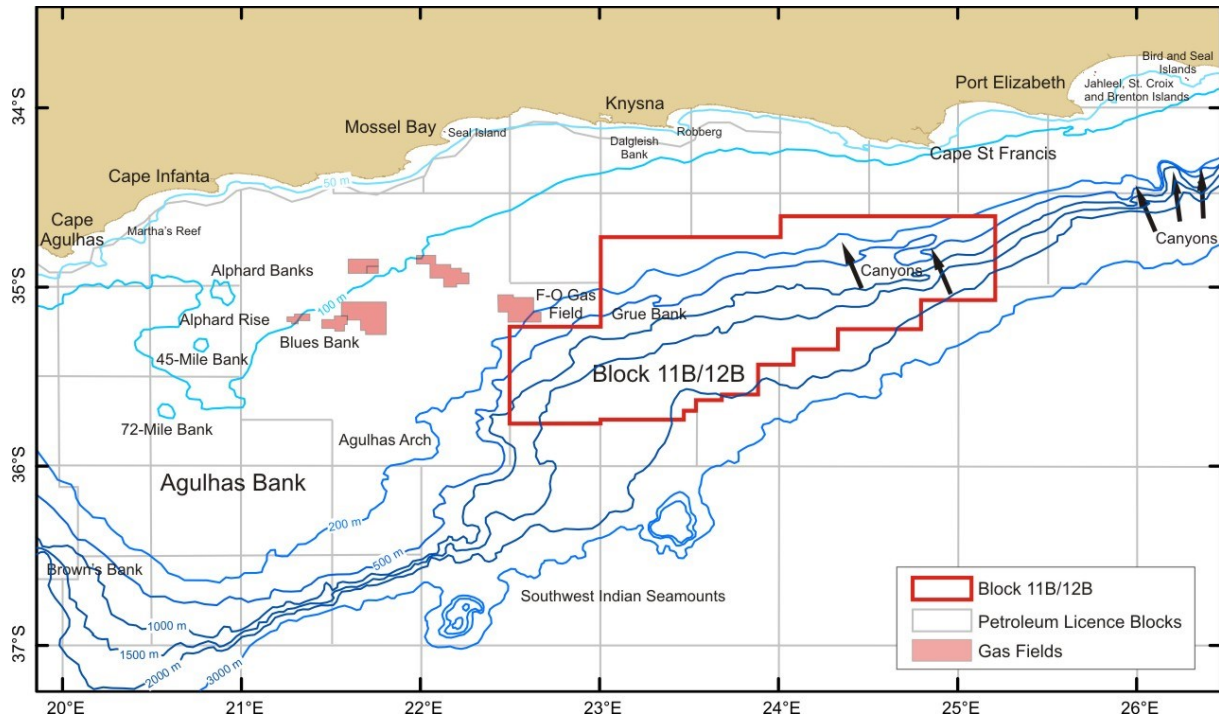 Bird and Seal
Islands
Port Elizabeth
Jahleel, St. Croix
and Brenton Islands
34°S
Knysna
Mossel Bay
Seal Island
Robberg
Dalgleish
Bank
Cape St Francis
Cape Infanta
50 m
Cape
Agulhas
Martha's Reef
Canyons
35°S
Alphard Banks
Canyons
100 m
F-O Gas
Field
Grue Bank
Alphard Rise
Blues Bank
45-Mile Bank
Block 11B/12B
72-Mile Bank
Agulhas Arch
36°S
Agulhas Bank
200 m
500 m
Brown's Bank
Southwest Indian Seamounts
1000 m
1500 m
2000 m
3000 m
37°S
Block 11B/12B
Petroleum Licence Blocks
Gas Fields
20°E
21°E
22°E
23°E
24°E
25°E
26°E